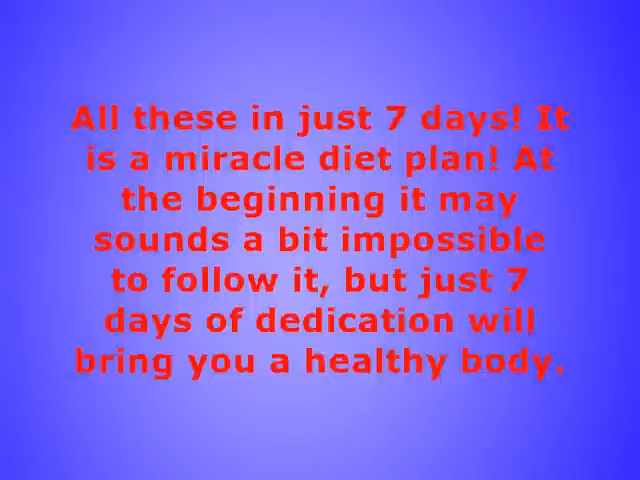 All these in just 7 days! It
is a miracle diet plan! At
the beginning it may
sounds a bit impossible
to follow it, but just 7
days of dedication will
bring you a healthy body.